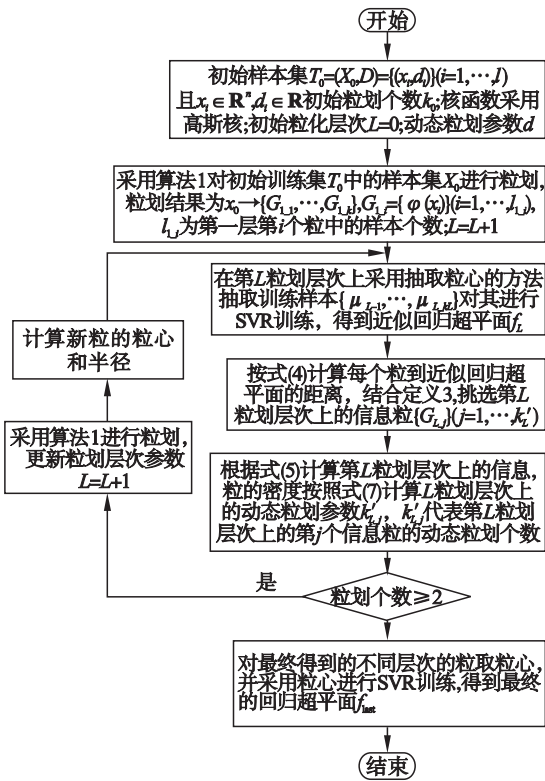 开始
初始样本集T₀=(X₀,D)={(xᵢ,dᵢ)}(i=1,…,l)
且xᵢ∈Rⁿ,dᵢ∈R初始粒划个数k₀;核函数采用
高斯核;初始粒化层次L=0;动态粒划参数d
采用算法1对初始训练集T₀中的样本集X₀进行粒划,
粒划结果为x₀→{G₁_₁,…,G₁_ₖ},G₁_ᵢ={φ(xᵢ)}(i=1,…,l₁_ᵢ),
l₁_ᵢ为第一层第i个粒中的样本个数;L=L+1
在第L粒划层次上采用抽取粒心的方法
抽取训练样本{μ_L_1,…,μ_L_kL}对其进行
SVR训练，得到近似回归超平面f_L
按式(4)计算每个粒到近似回归超
平面的距离，结合定义3,挑选第L
粒划层次上的信息粒{G_L_j}(j=1,…,k′_L)
根据式(5)计算第L粒划层次上的信息,
粒的密度按照式(7)计算L粒划层次上
的动态粒划参数k′_L_j，k′_L_j代表第L粒划
层次上的第j个信息粒的动态粒划个数
粒划个数≥2
是
采用算法1进行粒划，
更新粒划层次参数
L=L+1
计算新粒的粒心
和半径
对最终得到的不同层次的粒取粒心,
并采用粒心进行SVR训练,得到最终
的回归超平面f_last
结束